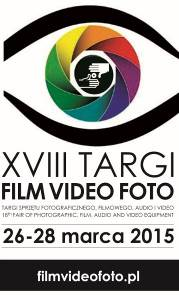 XVIII TARGI
FILM VIDEO FOTO
TARGI SPRZĘTU FOTOGRAFICZNEGO, FILMOWEGO, AUDIO I VIDEO
18TH FAIR OF PHOTOGRAPHIC, FILM, AUDIO AND VIDEO EQUIPMENT
26-28 marca 2015
filmvideofoto.pl